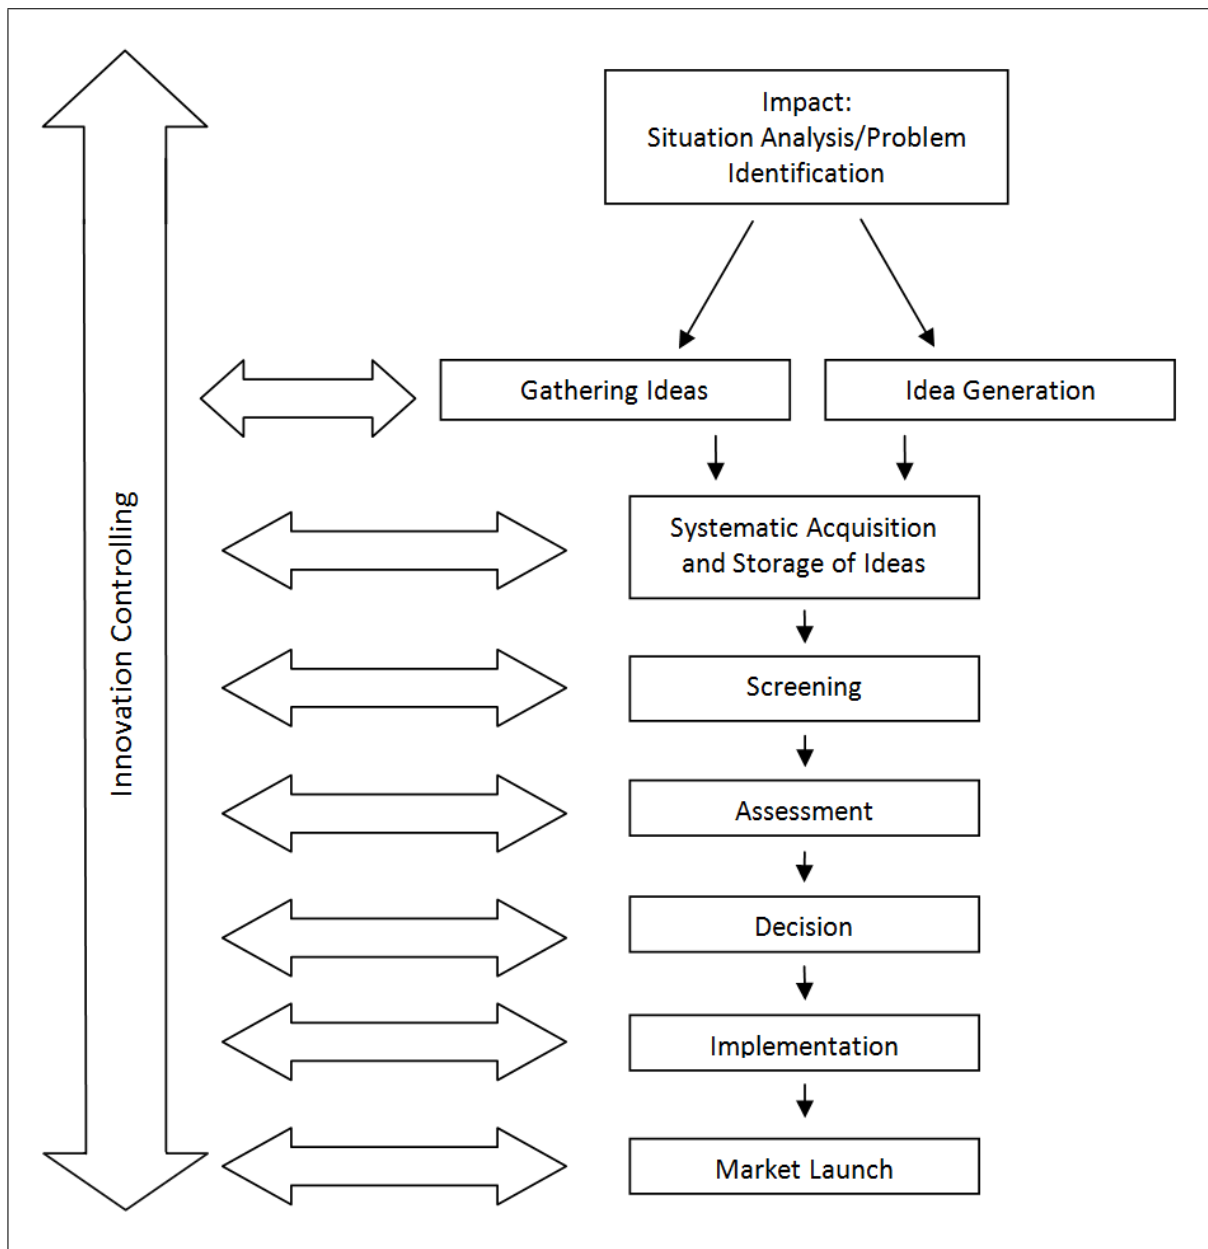 Impact:
Situation Analysis/Problem
Identification
Gathering Ideas
Idea Generation
Systematic Acquisition
and Storage of Ideas
Screening
Assessment
Decision
Implementation
Market Launch
Innovation Controlling